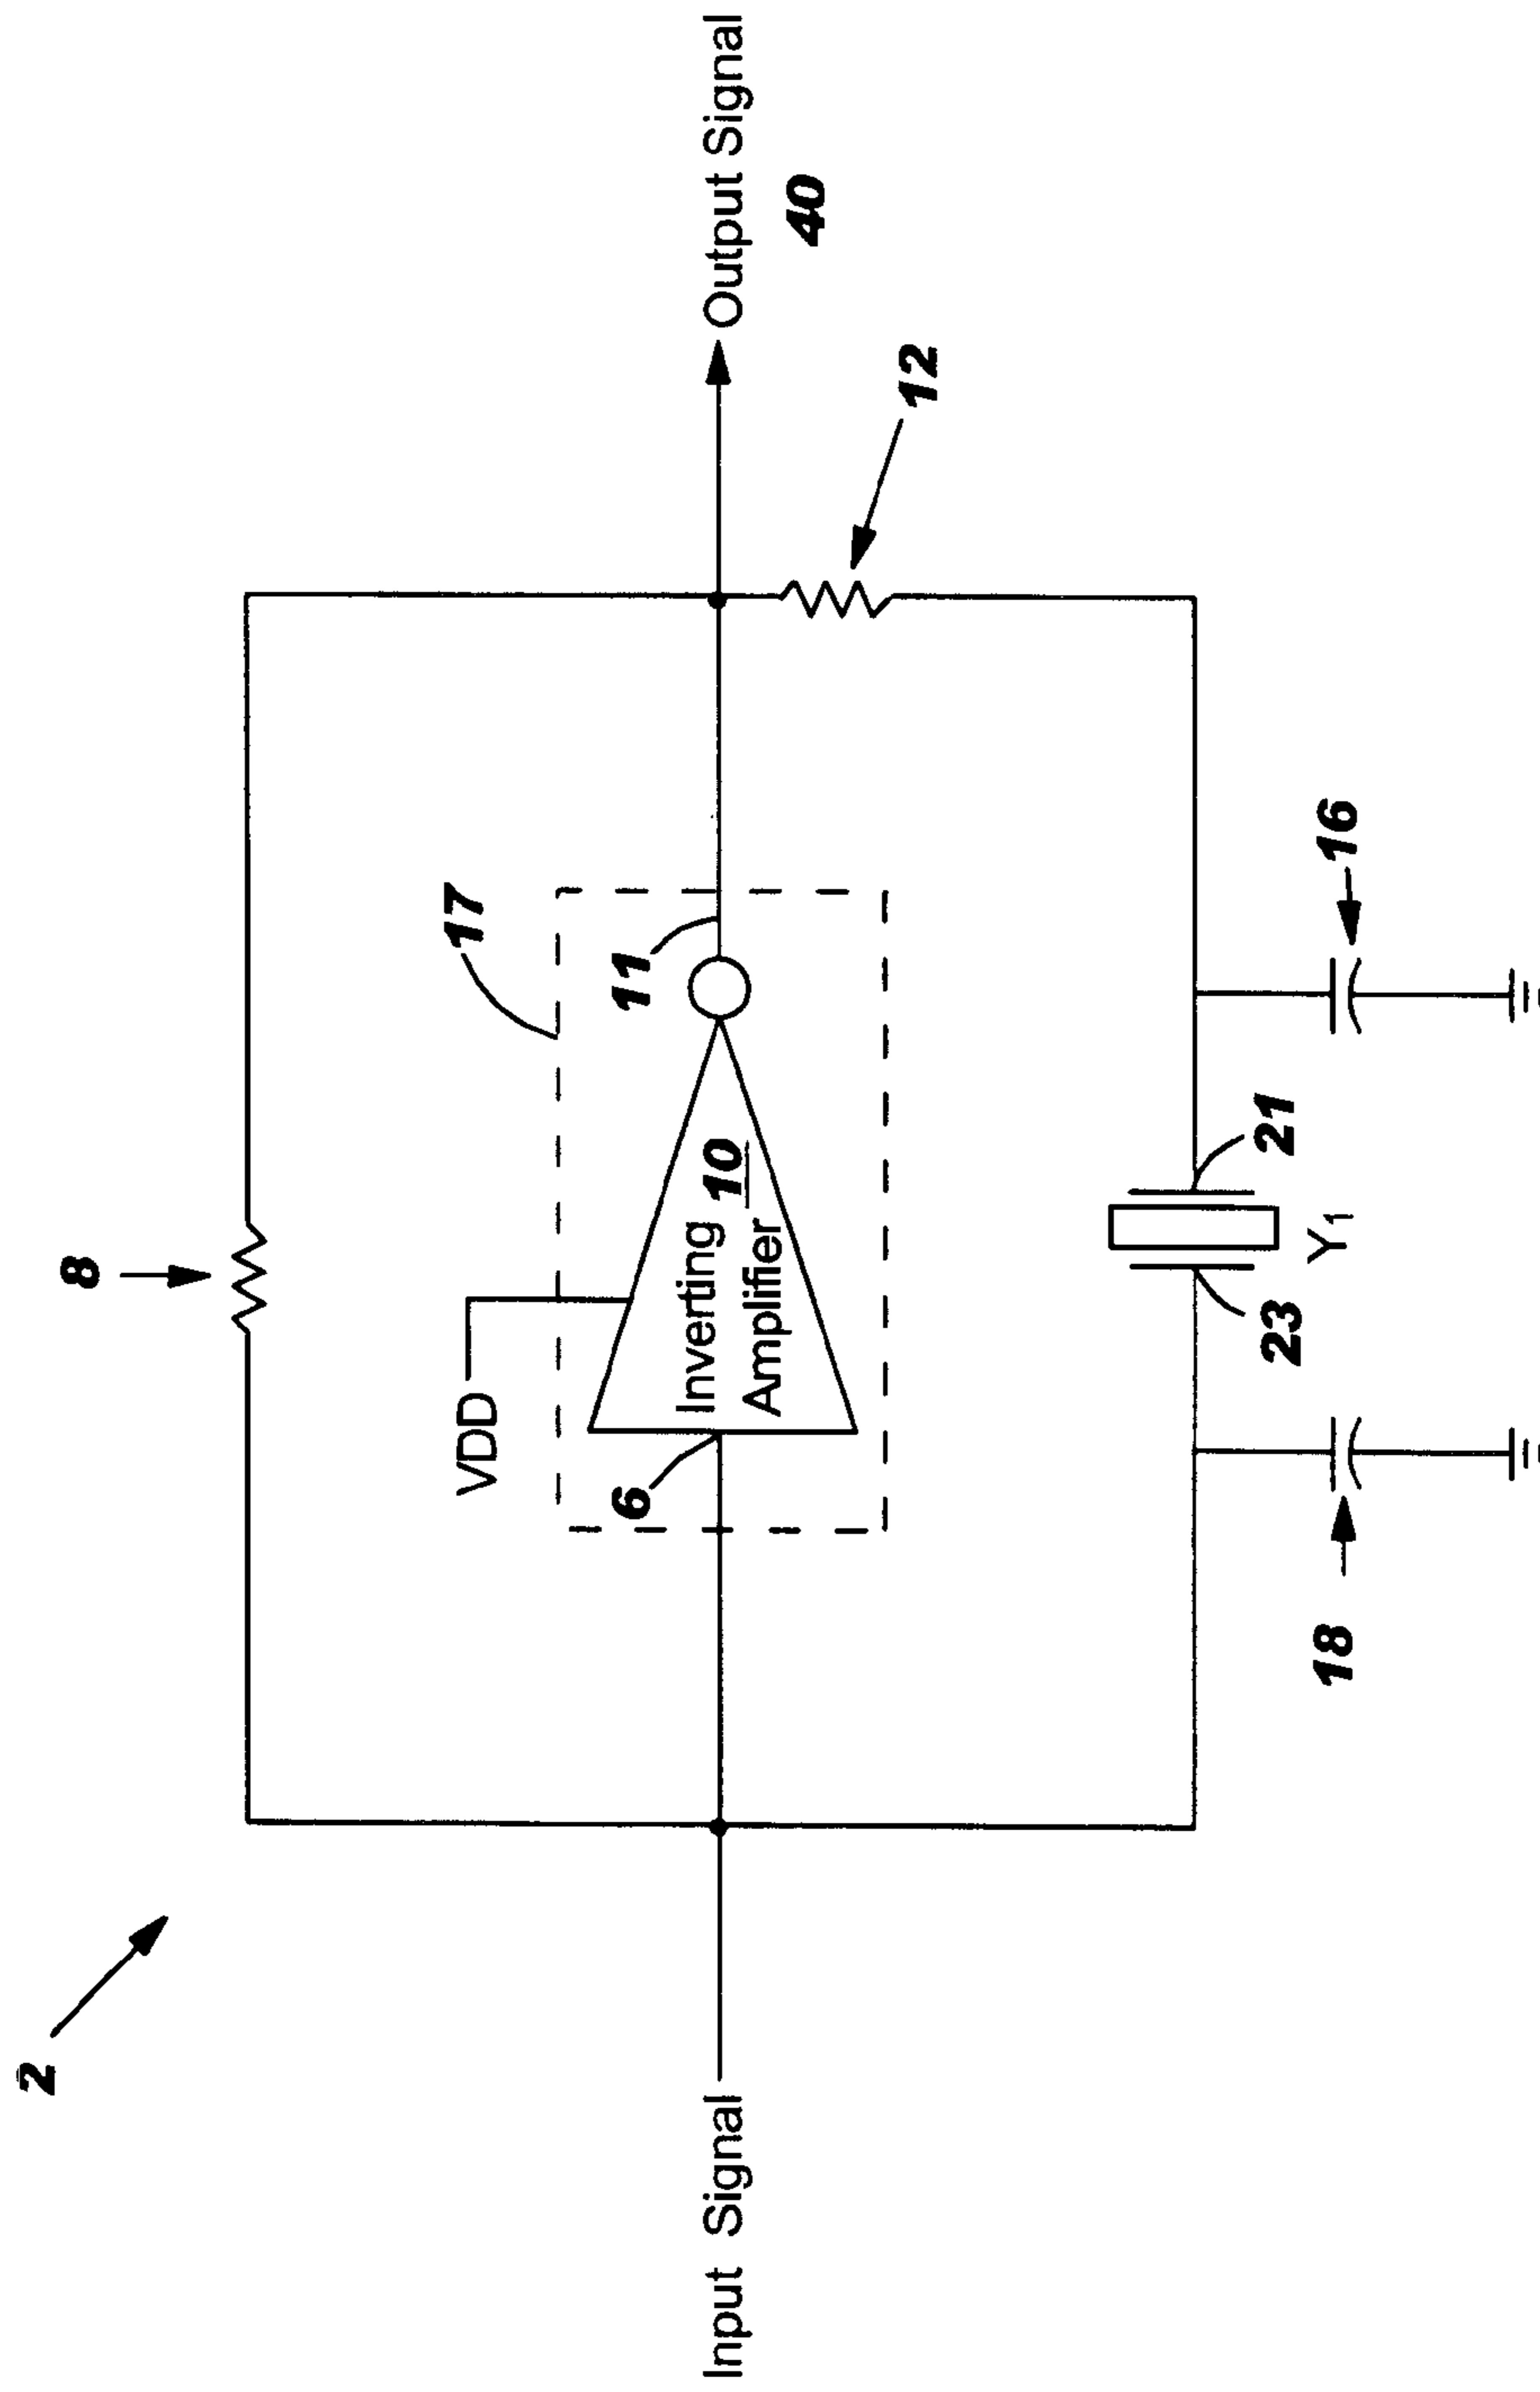 2
8
17
VDD
11
6
Inverting 10
Amplifier
Input Signal
Output Signal
40
12
23
21
Y1
18
16